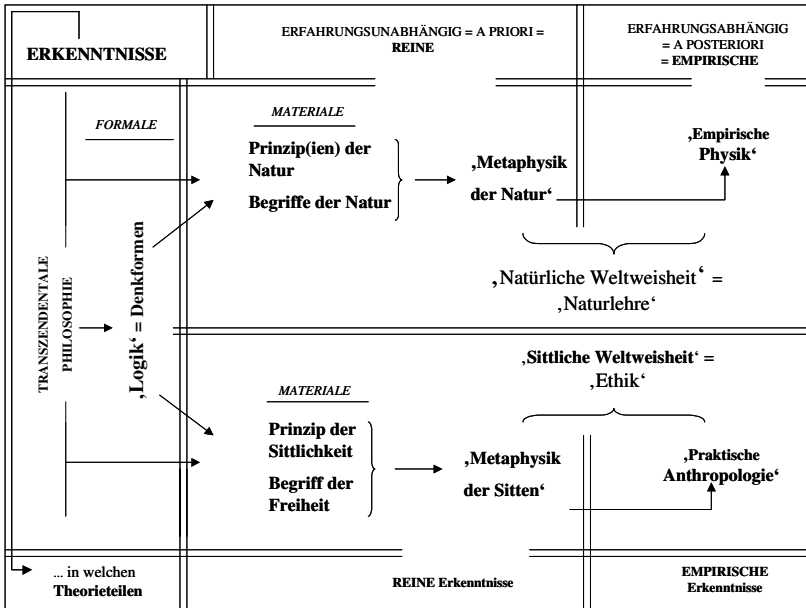 ERKENNTNISSE
ERFAHRUNGSUNABHÄNGIG = A PRIORI =
REINE
ERFAHRUNGSABHÄNGIG
= A POSTERIORI
= EMPIRISCHE
FORMALE
MATERIALE
Prinzip(ien) der
Natur
Begriffe der Natur
‚Metaphysik
der Natur‘
‚Empirische
Physik‘
‚Natürliche Weltweisheit‘ =
‚Naturlehre‘
TRANSZENDENTALE
PHILOSOPHIE
‚Logik‘ = Denkformen
‚Sittliche Weltweisheit‘ =
‚Ethik‘
MATERIALE
Prinzip der
Sittlichkeit
Begriff der
Freiheit
‚Metaphysik
der Sitten‘
‚Praktische
Anthropologie‘
... in welchen
Theorieteilen
REINE Erkenntnisse
EMPIRISCHE
Erkenntnisse